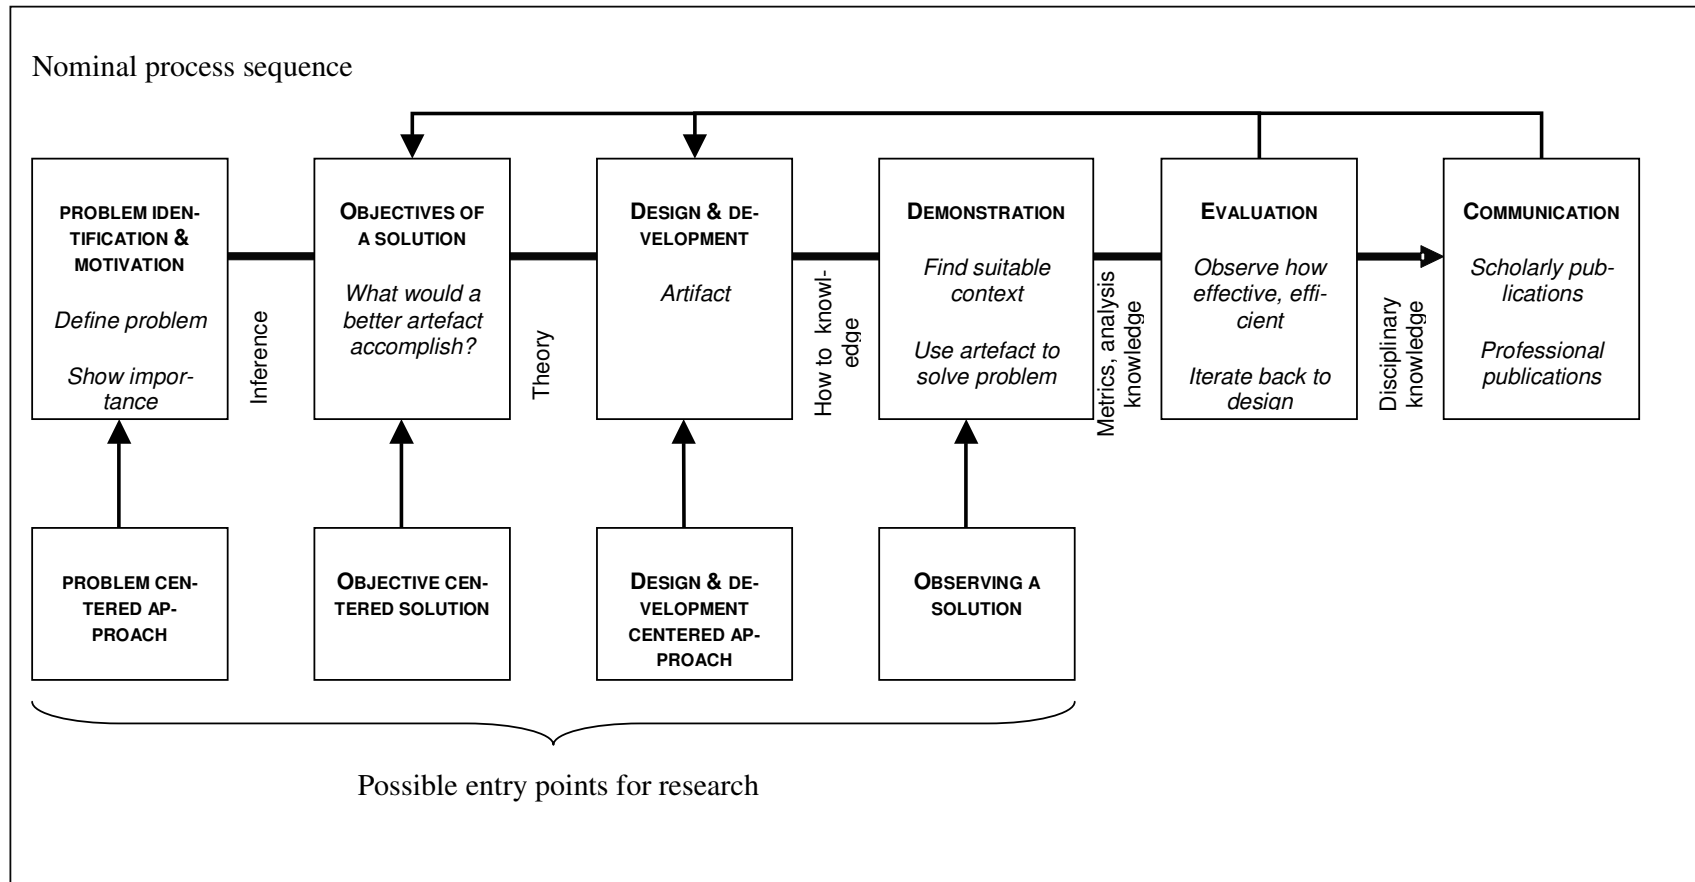 Nominal process sequence
PROBLEM IDEN-
TIFICATION &
MOTIVATION
Define problem
Show impor-
tance
Inference
OBJECTIVES OF
A SOLUTION
What would a
better artefact
accomplish?
Theory
DESIGN & DE-
VELOPMENT
Artifact
How to knowl-
edge
DEMONSTRATION
Find suitable
context
Use artefact to
solve problem
Metrics, analysis
knowledge
EVALUATION
Observe how
effective, effi-
cient
Iterate back to
design
Disciplinary
knowledge
COMMUNICATION
Scholarly pub-
lications
Professional
publications
PROBLEM CEN-
TERED AP-
PROACH
OBJECTIVE CEN-
TERED SOLUTION
DESIGN & DE-
VELOPMENT
CENTERED AP-
PROACH
OBSERVING A
SOLUTION
Possible entry points for research